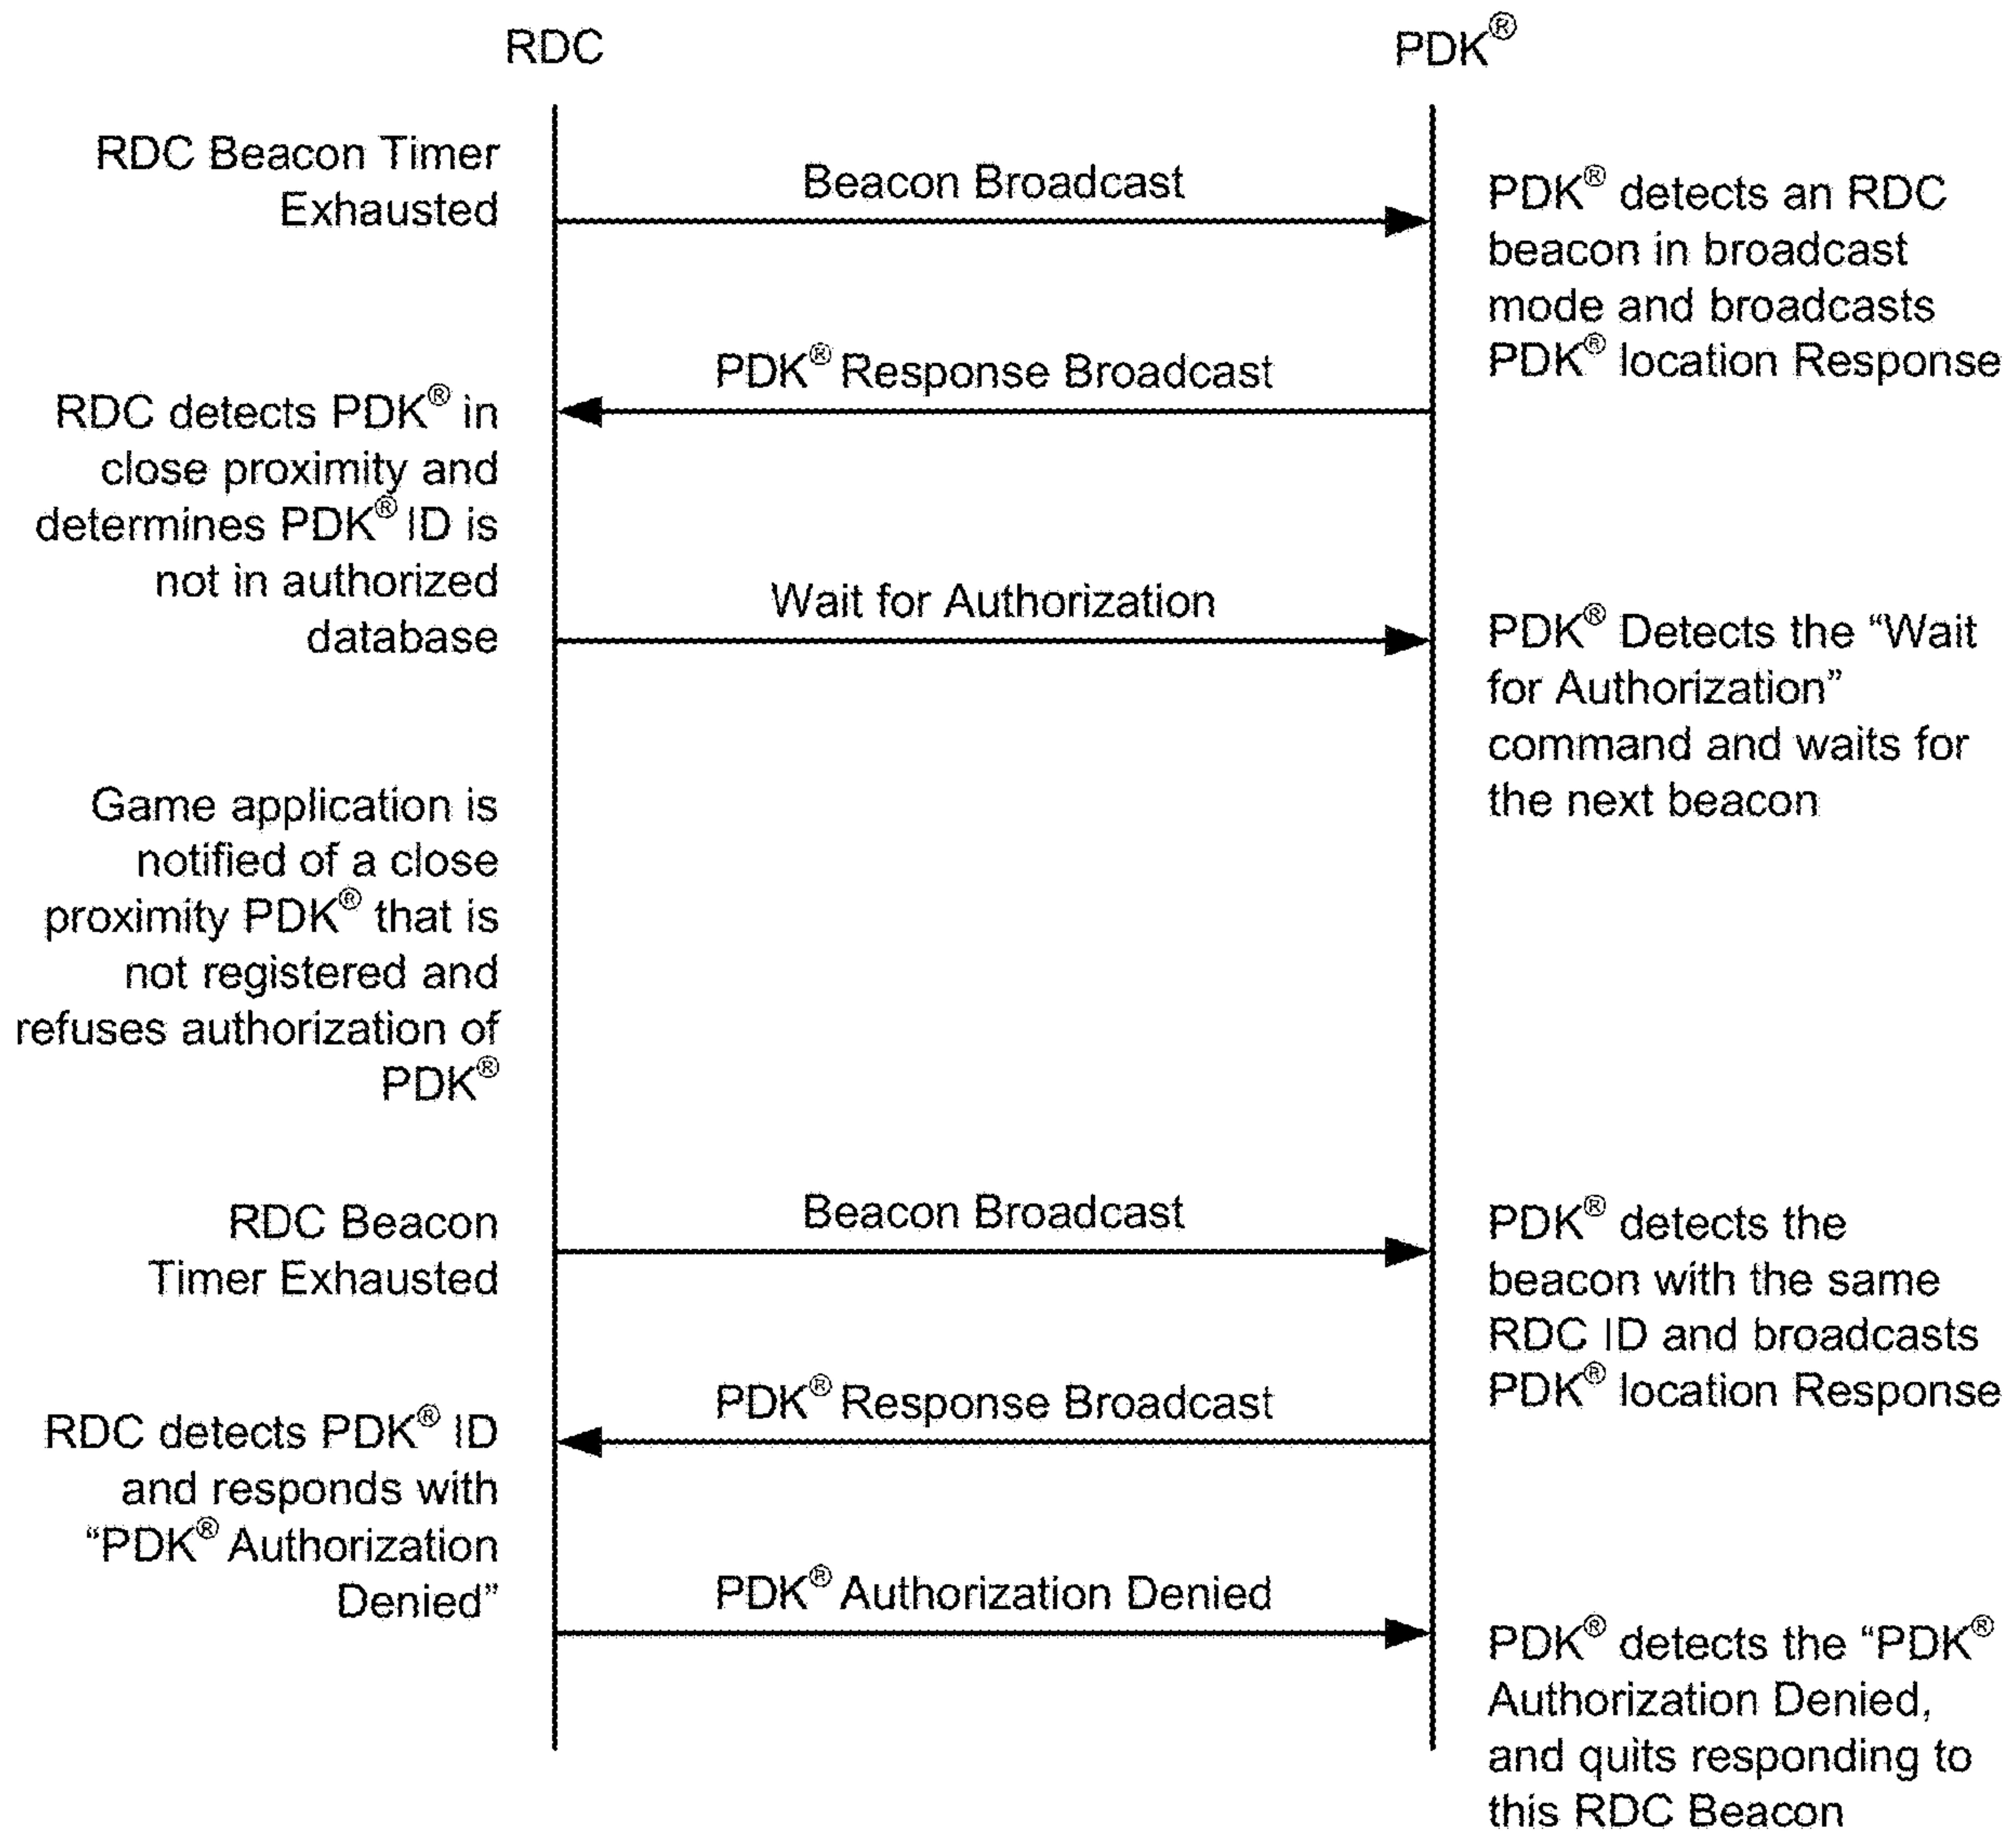 RDC
PDK®
RDC Beacon Timer
Exhausted
Beacon Broadcast
PDK® detects an RDC
beacon in broadcast
mode and broadcasts
PDK® location Response
PDK® Response Broadcast
RDC detects PDK® in
close proximity and
determines PDK® ID is
not in authorized
database
Wait for Authorization
PDK® Detects the “Wait
for Authorization”
command and waits for
the next beacon
Game application is
notified of a close
proximity PDK® that is
not registered and
refuses authorization of
PDK®
RDC Beacon
Timer Exhausted
Beacon Broadcast
PDK® detects the
beacon with the same
RDC ID and broadcasts
PDK® location Response
PDK® Response Broadcast
RDC detects PDK® ID
and responds with
“PDK® Authorization
Denied”
PDK® Authorization Denied
PDK® detects the “PDK®
Authorization Denied,
and quits responding to
this RDC Beacon